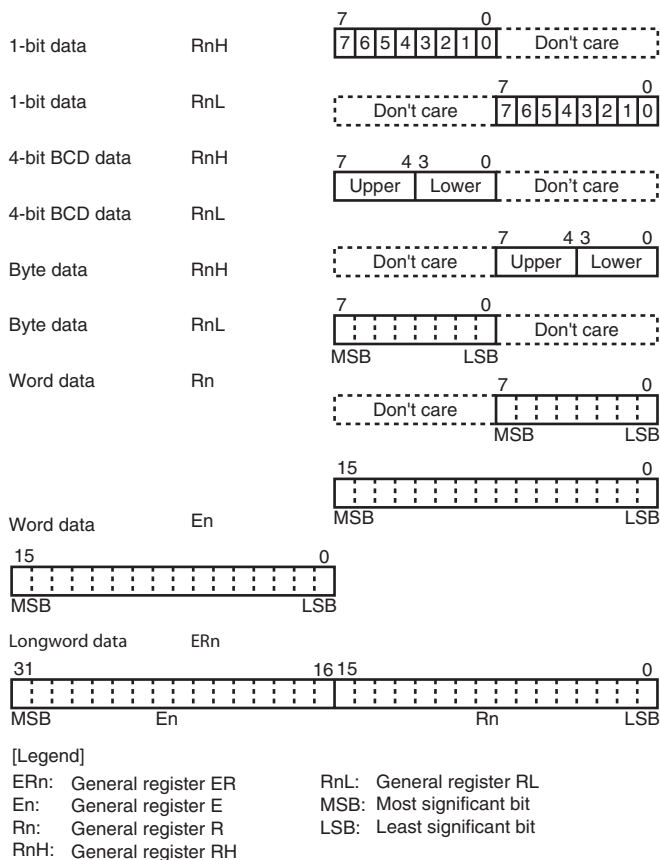 7 0
1-bit data RnH 7 6 5 4 3 2 1 0 Don't care
7 0
1-bit data RnL Don't care 7 6 5 4 3 2 1 0
4-bit BCD data RnH 7 4 3 0
Upper Lower Don't care
4-bit BCD data RnL
7 4 3 0
Byte data RnH Don't care Upper Lower
7 0
Byte data RnL Don't care
MSB LSB
Word data Rn 7 0
Don't care
MSB LSB
15 0
Word data En MSB LSB
15 0
MSB LSB
Longword data ERn
31 16 15 0
MSB En Rn LSB
[Legend]
ERn: General register ER RnL: General register RL
En: General register E MSB: Most significant bit
Rn: General register R LSB: Least significant bit
RnH: General register RH